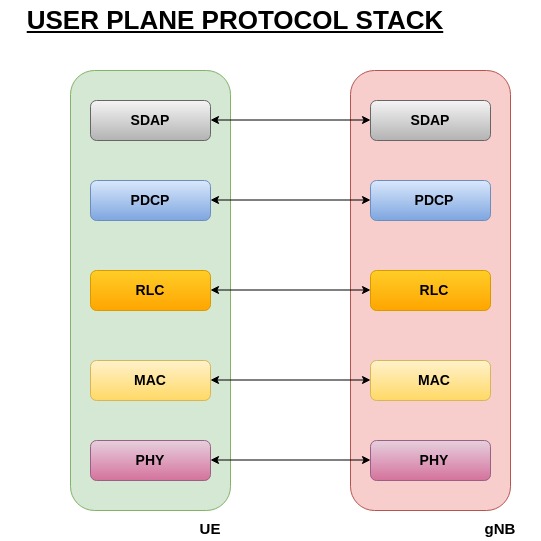 USER PLANE PROTOCOL STACK
SDAP SDAP
PDCP PDCP
RLC RLC
MAC MAC
PHY PHY
UE gNB